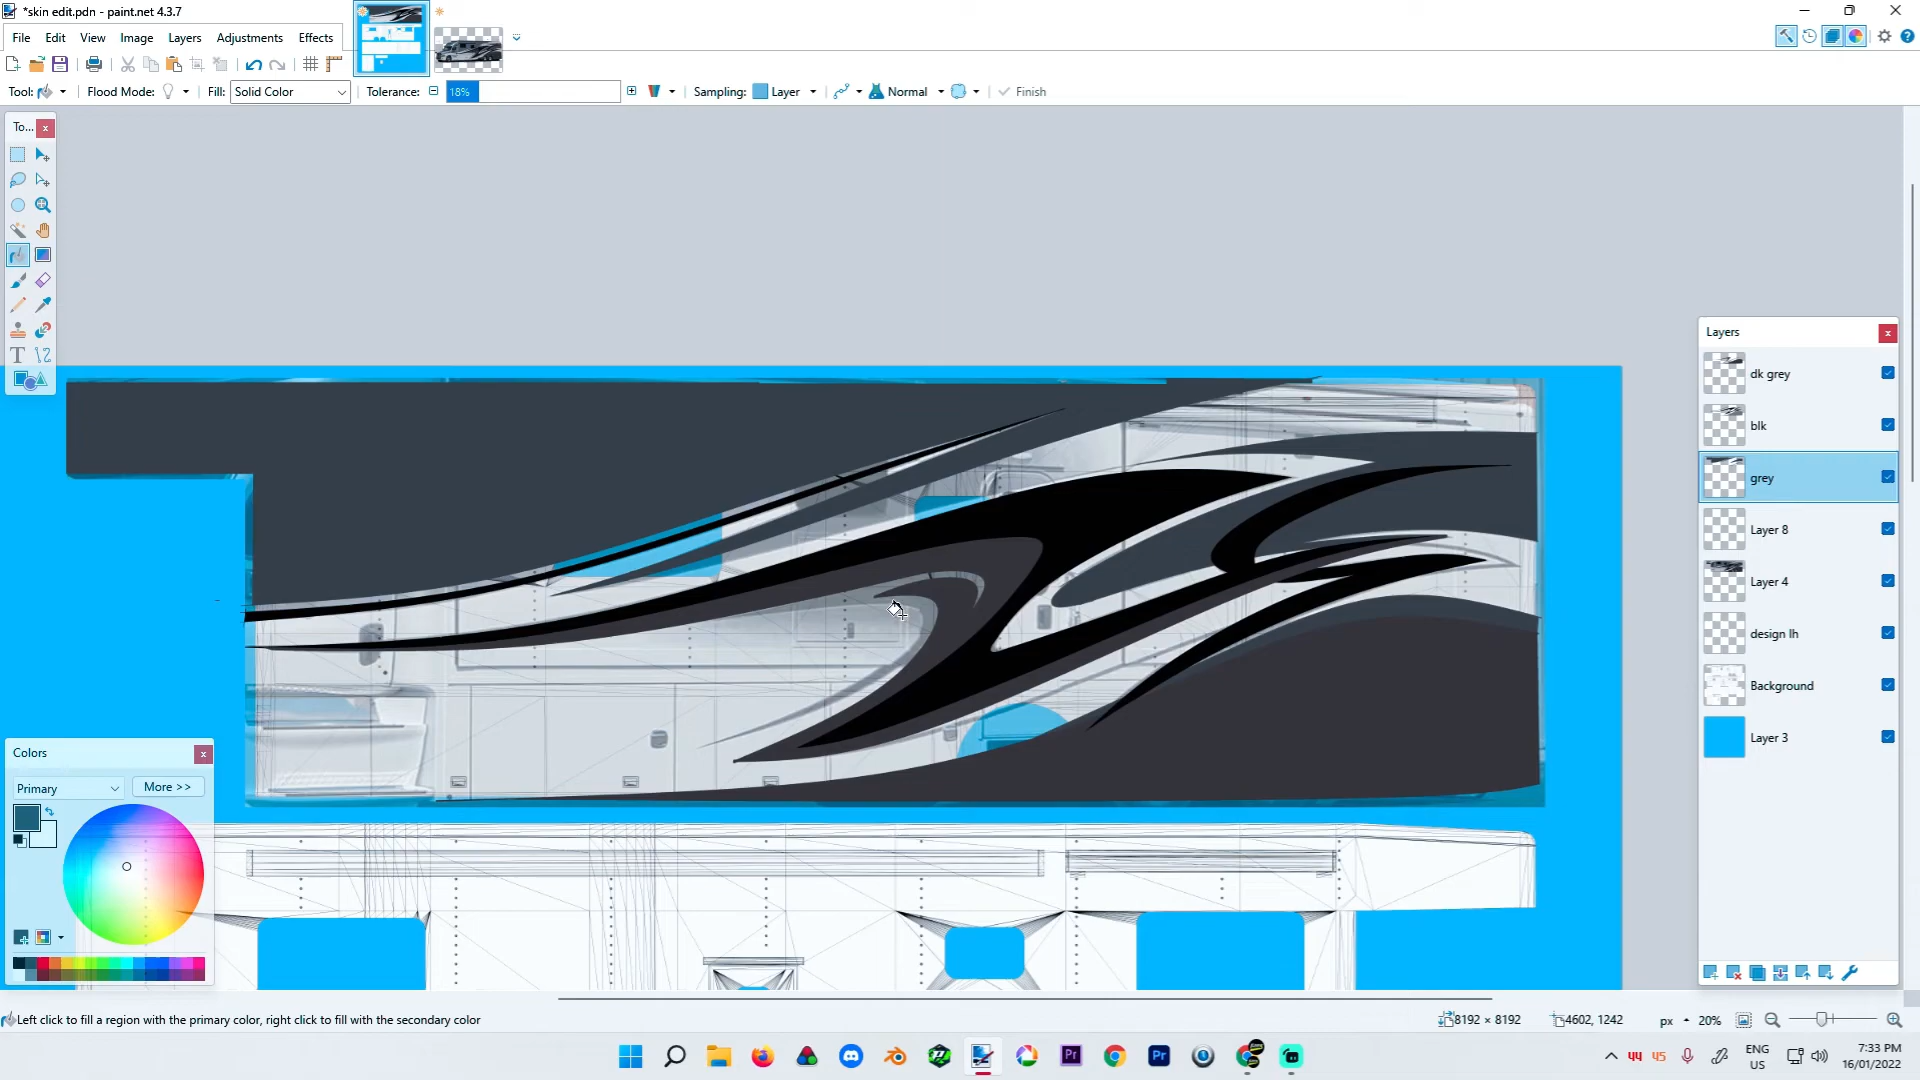 *skin edit.pdn - paint.net 4.3.7
File Edit View Image Layers Adjustments Effects
Tool: Flood Mode: Fill: Solid Color Tolerance: 18% Sampling: Layer Normal Finish
To...
Layers
dk grey
blk
grey
Layer 8
Layer 4
design lh
Background
Layer 3
Colors
Primary More >>
Left click to fill a region with the primary color, right click to fill with the secondary color
8192 × 8192 4602, 1242 px 20%
44 45 ENG US 7:33 PM 16/01/2022